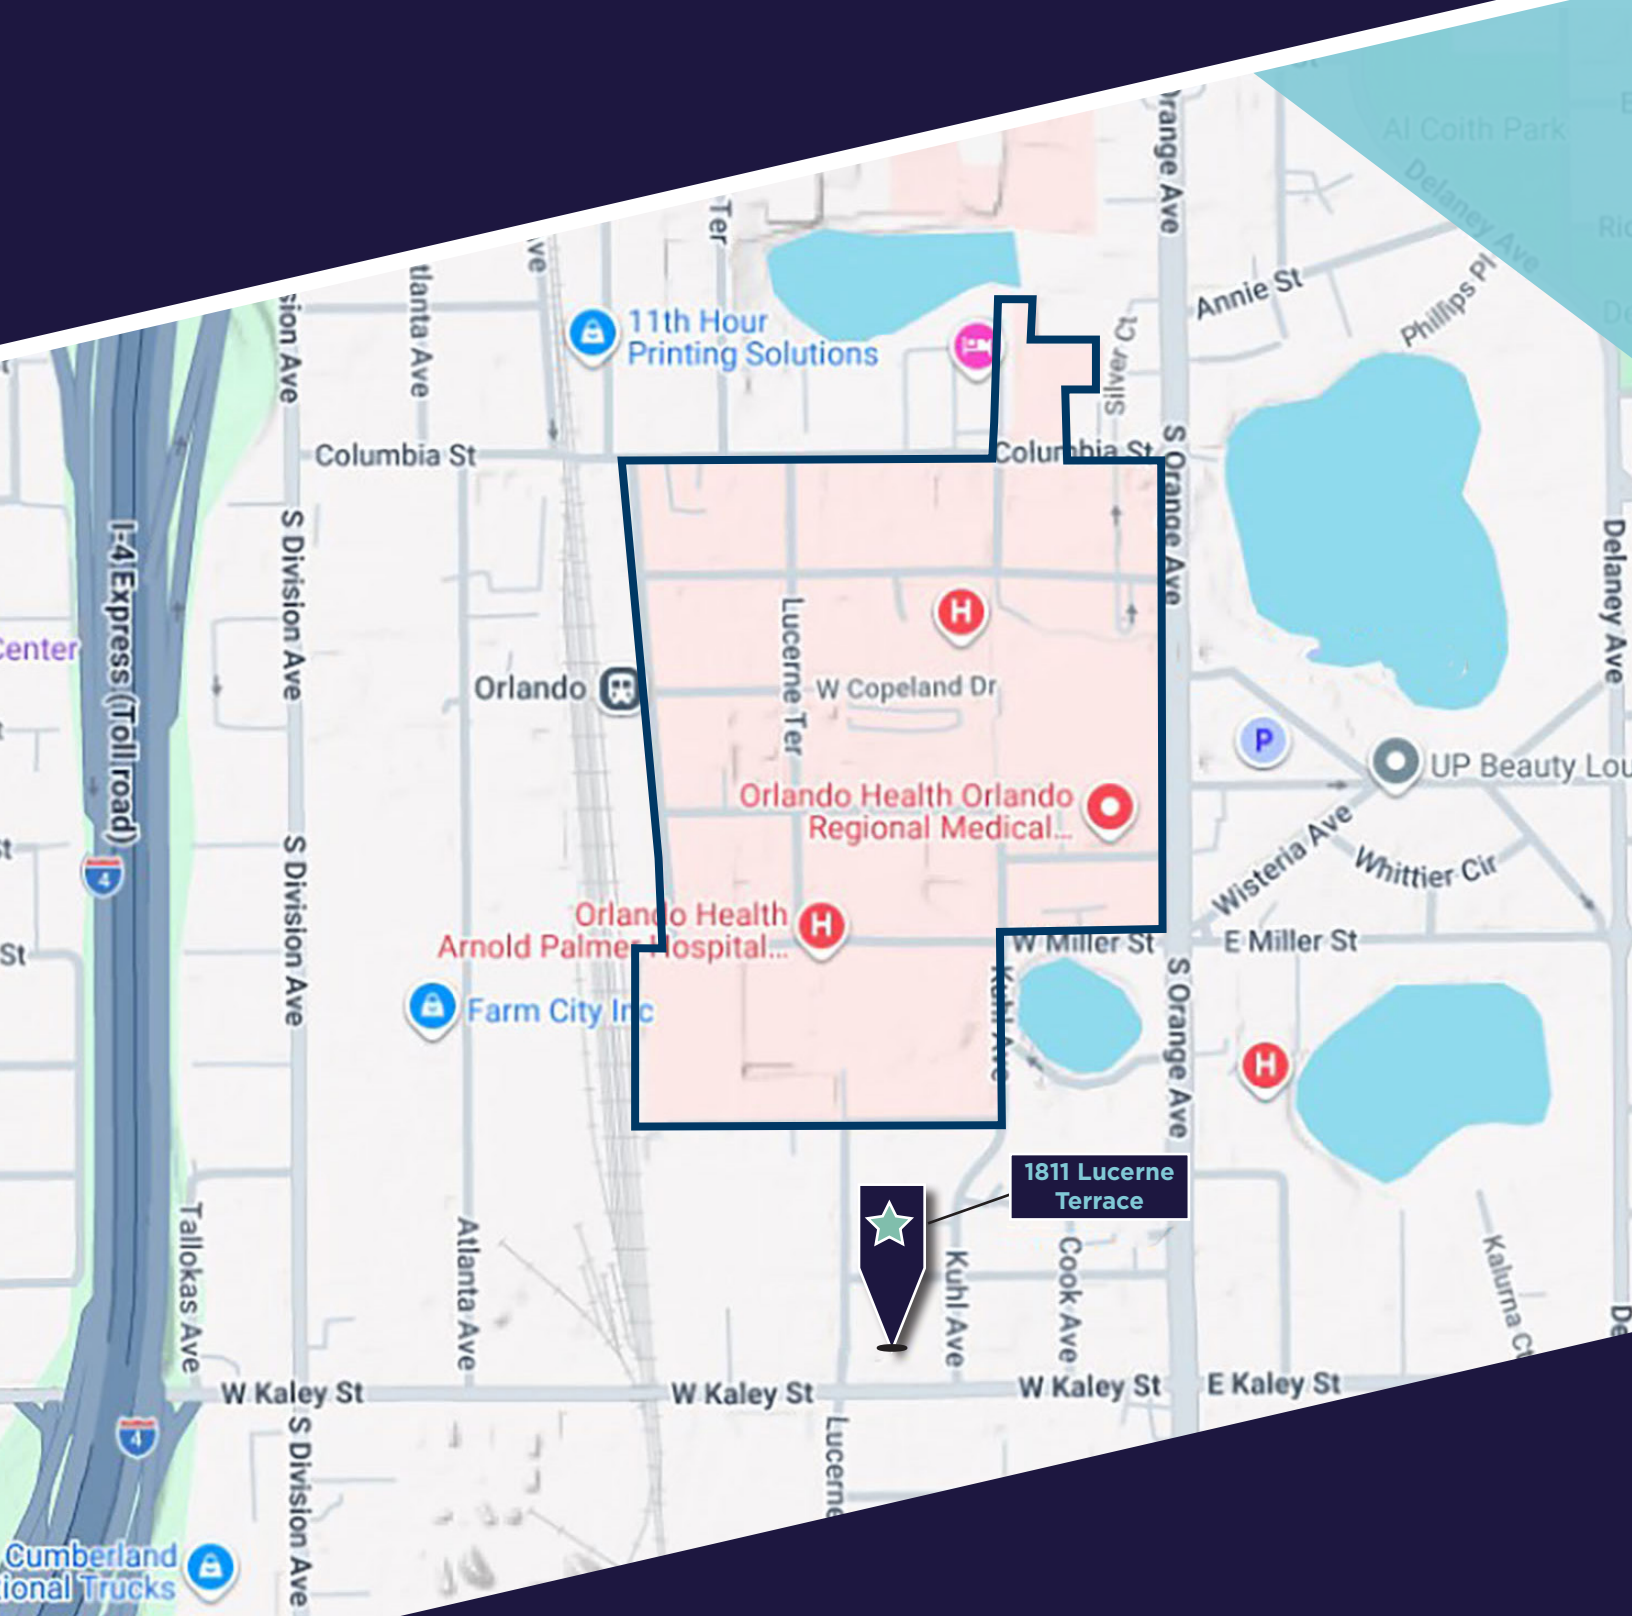 Al Coith Park
Orange Ave
Delaney Ave
Ter
Annie St
Phillips Pl
11th Hour
Printing Solutions
Silver Ct
Columbia St
Columbia St
S Orange Ave
I-4 Express (Toll road)
S Division Ave
Delaney Ave
Lucerne Ter
Center
Orlando
W Copeland Dr
P
UP Beauty Lou
H
Orlando Health Orlando
Regional Medical...
Wisteria Ave
Whittier Cir
4
S Division Ave
Orlando Health
Arnold Palmer Hospital...
H
W Miller St
E Miller St
St
Farm City Inc
Kuhl Ave
S Orange Ave
H
1811 Lucerne
Terrace
Tallokas Ave
Atlanta Ave
Kuhl Ave
Cook Ave
Kaluma Ct
W Kaley St
W Kaley St
W Kaley St
E Kaley St
4
S Division Ave
Lucerne
Cumberland
ional Trucks